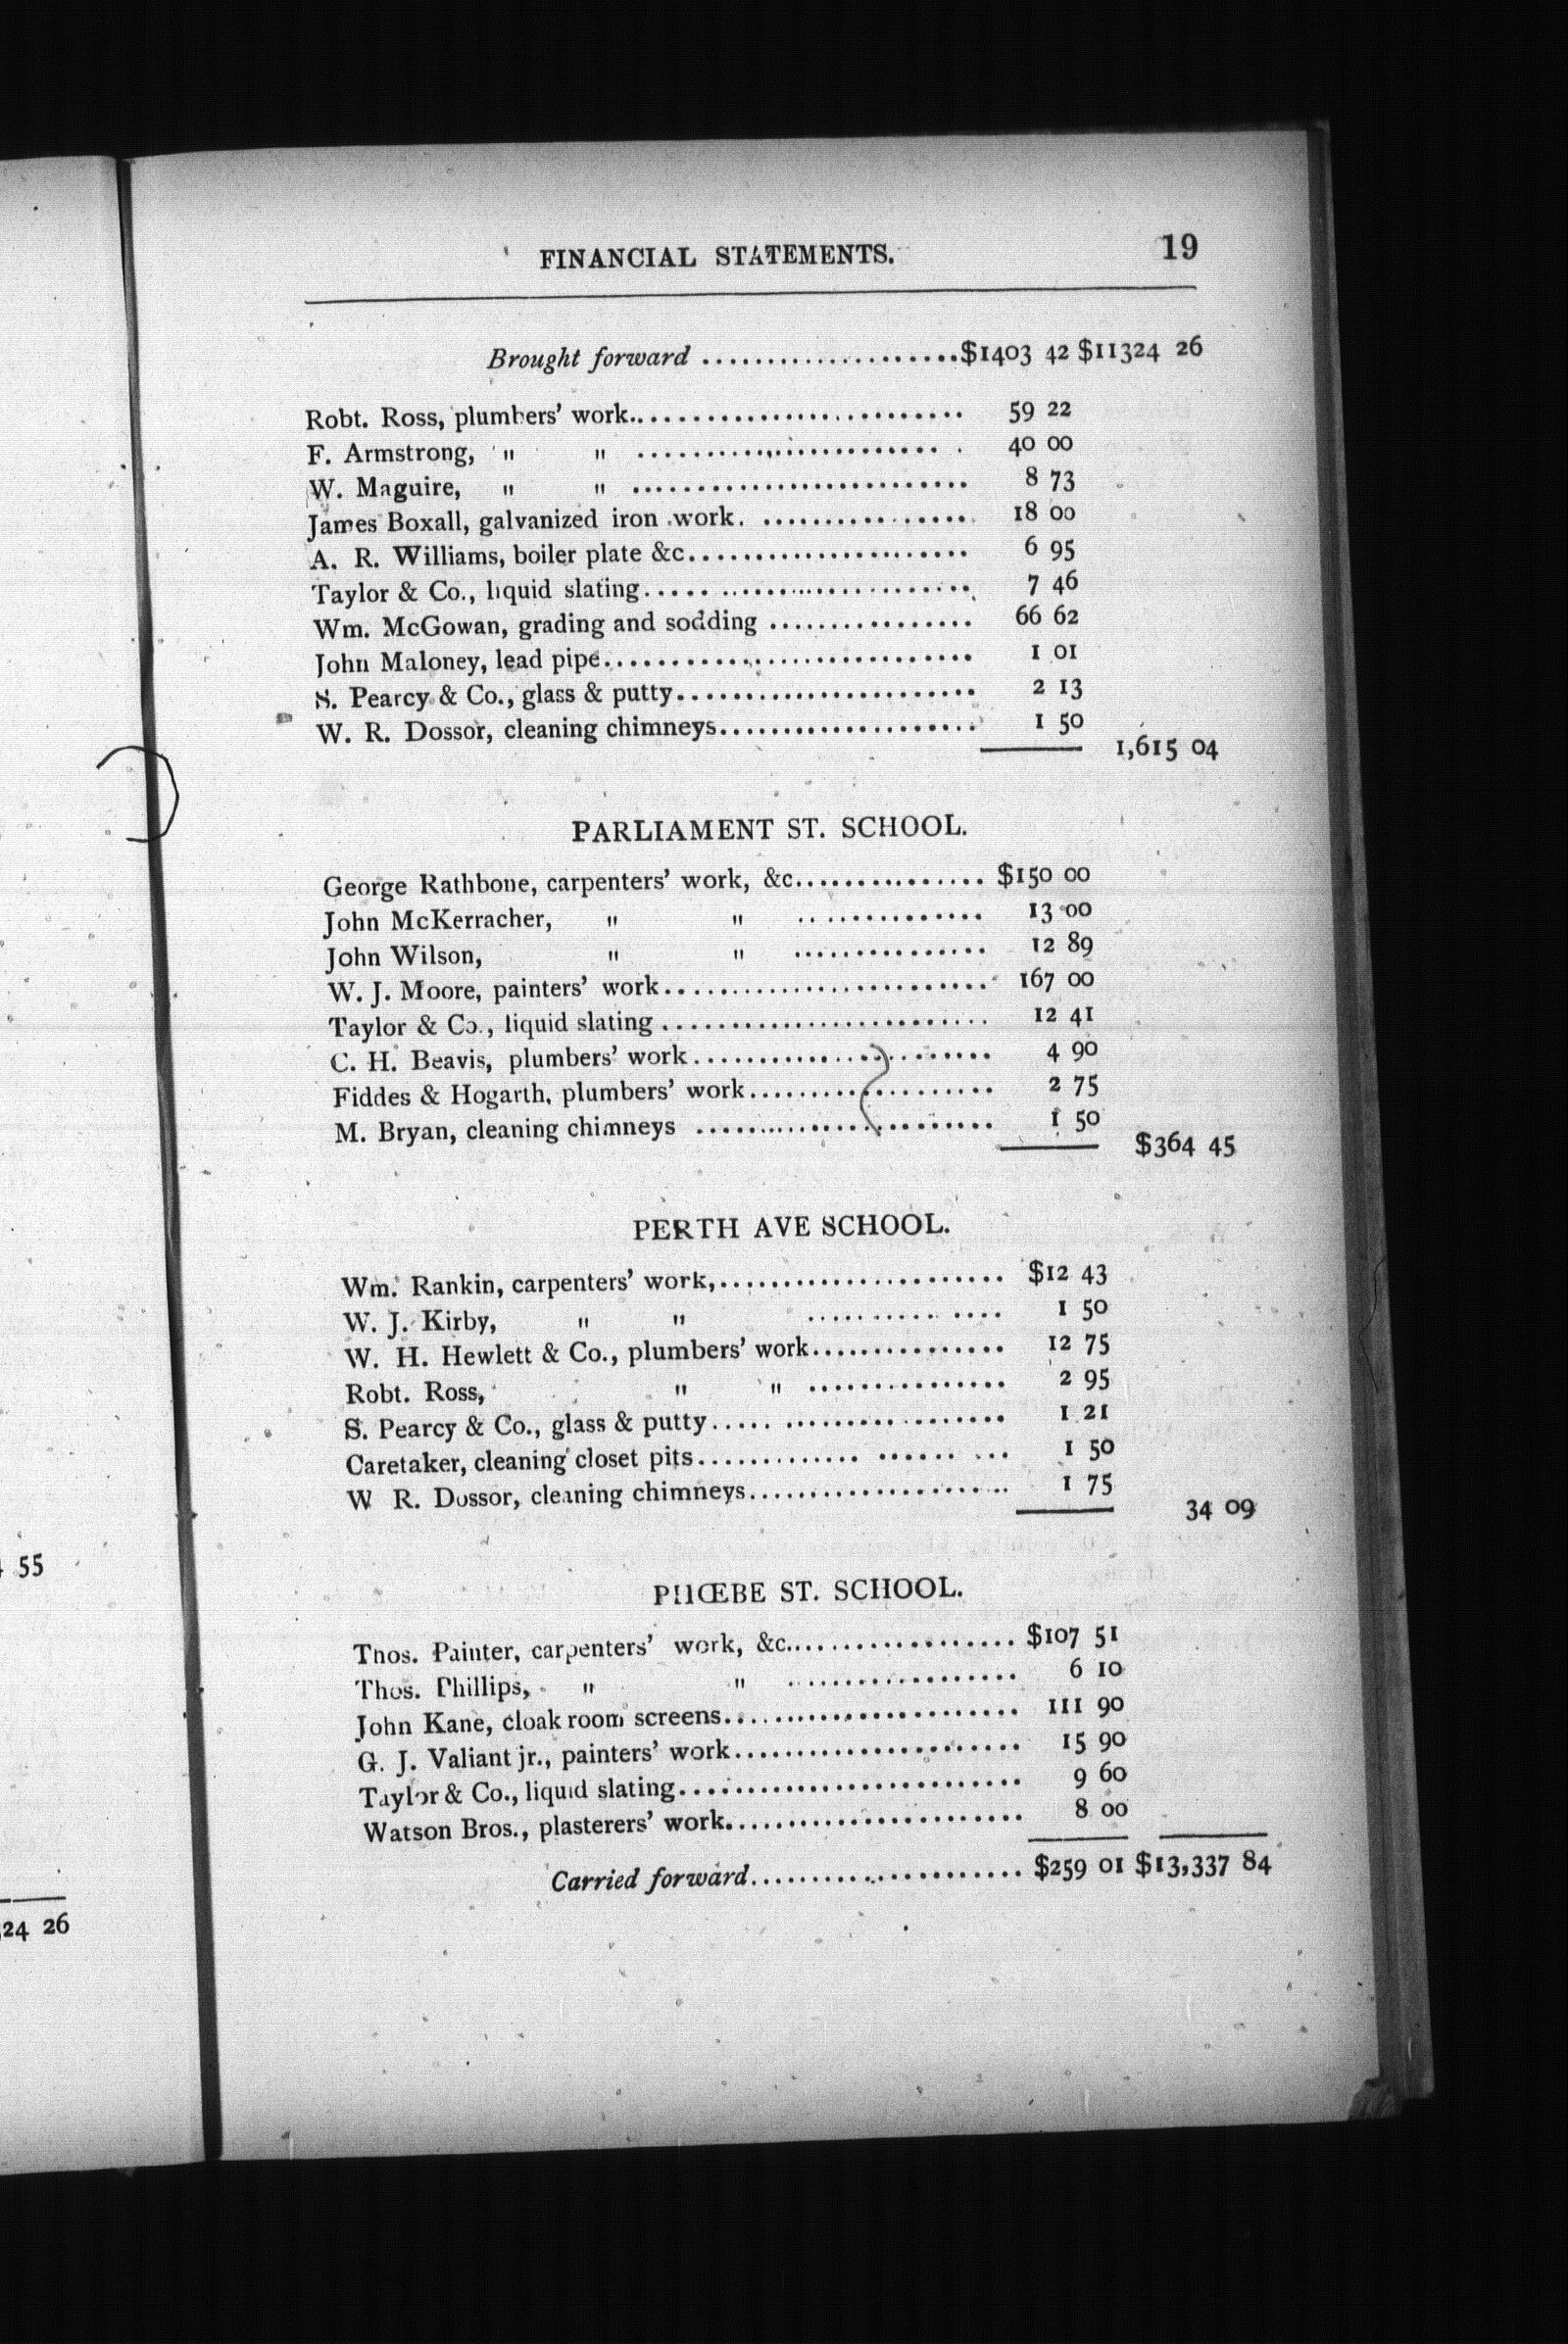 FINANCIAL STATEMENTS. 19
Brought forward ....................$1403 42 $11324 26
Robt. Ross, plumbers' work.......................... 59 22
F. Armstrong, " " .......................... 40 00
W. Maguire, " " .......................... 8 73
James Boxall, galvanized iron work. ................ 18 00
A. R. Williams, boiler plate &c...................... 6 95
Taylor & Co., liquid slating.......................... 7 46
Wm. McGowan, grading and sodding ................ 66 62
John Maloney, lead pipe............................. 1 01
S. Pearcy & Co., glass & putty....................... 2 13
W. R. Dossor, cleaning chimneys.................... 1 50
1,615 04
PARLIAMENT ST. SCHOOL.
George Rathbone, carpenters' work, &c............... $150 00
John McKerracher, " " .............. 13 00
John Wilson, " " ............... 12 89
W. J. Moore, painters' work.......................... 167 00
Taylor & Co., liquid slating .......................... 12 41
C. H. Beavis, plumbers' work........................ 4 90
Fiddes & Hogarth, plumbers' work.................... 2 75
M. Bryan, cleaning chimneys ........................ 1 50
$364 45
PERTH AVE SCHOOL.
Wm. Rankin, carpenters' work,....................... $12 43
W. J. Kirby, " " ............... 1 50
W. H. Hewlett & Co., plumbers' work............... 12 75
Robt. Ross, " " ............... 2 95
S. Pearcy & Co., glass & putty..... .................. 1 21
Caretaker, cleaning closet pits............. ...... ... 1 50
W R. Dossor, cleaning chimneys..................... 1 75
34 09
PHŒBE ST. SCHOOL.
Thos. Painter, carpenters' work, &c.................. $107 51
Thos. Phillips, " " .................. 6 10
John Kane, cloak room screens........................ 111 90
G. J. Valiant jr., painters' work....................... 15 90
Taylor & Co., liquid slating........................... 9 60
Watson Bros., plasterers' work........................ 8 00
Carried forward...................... $259 01 $13,337 84
55
24 26